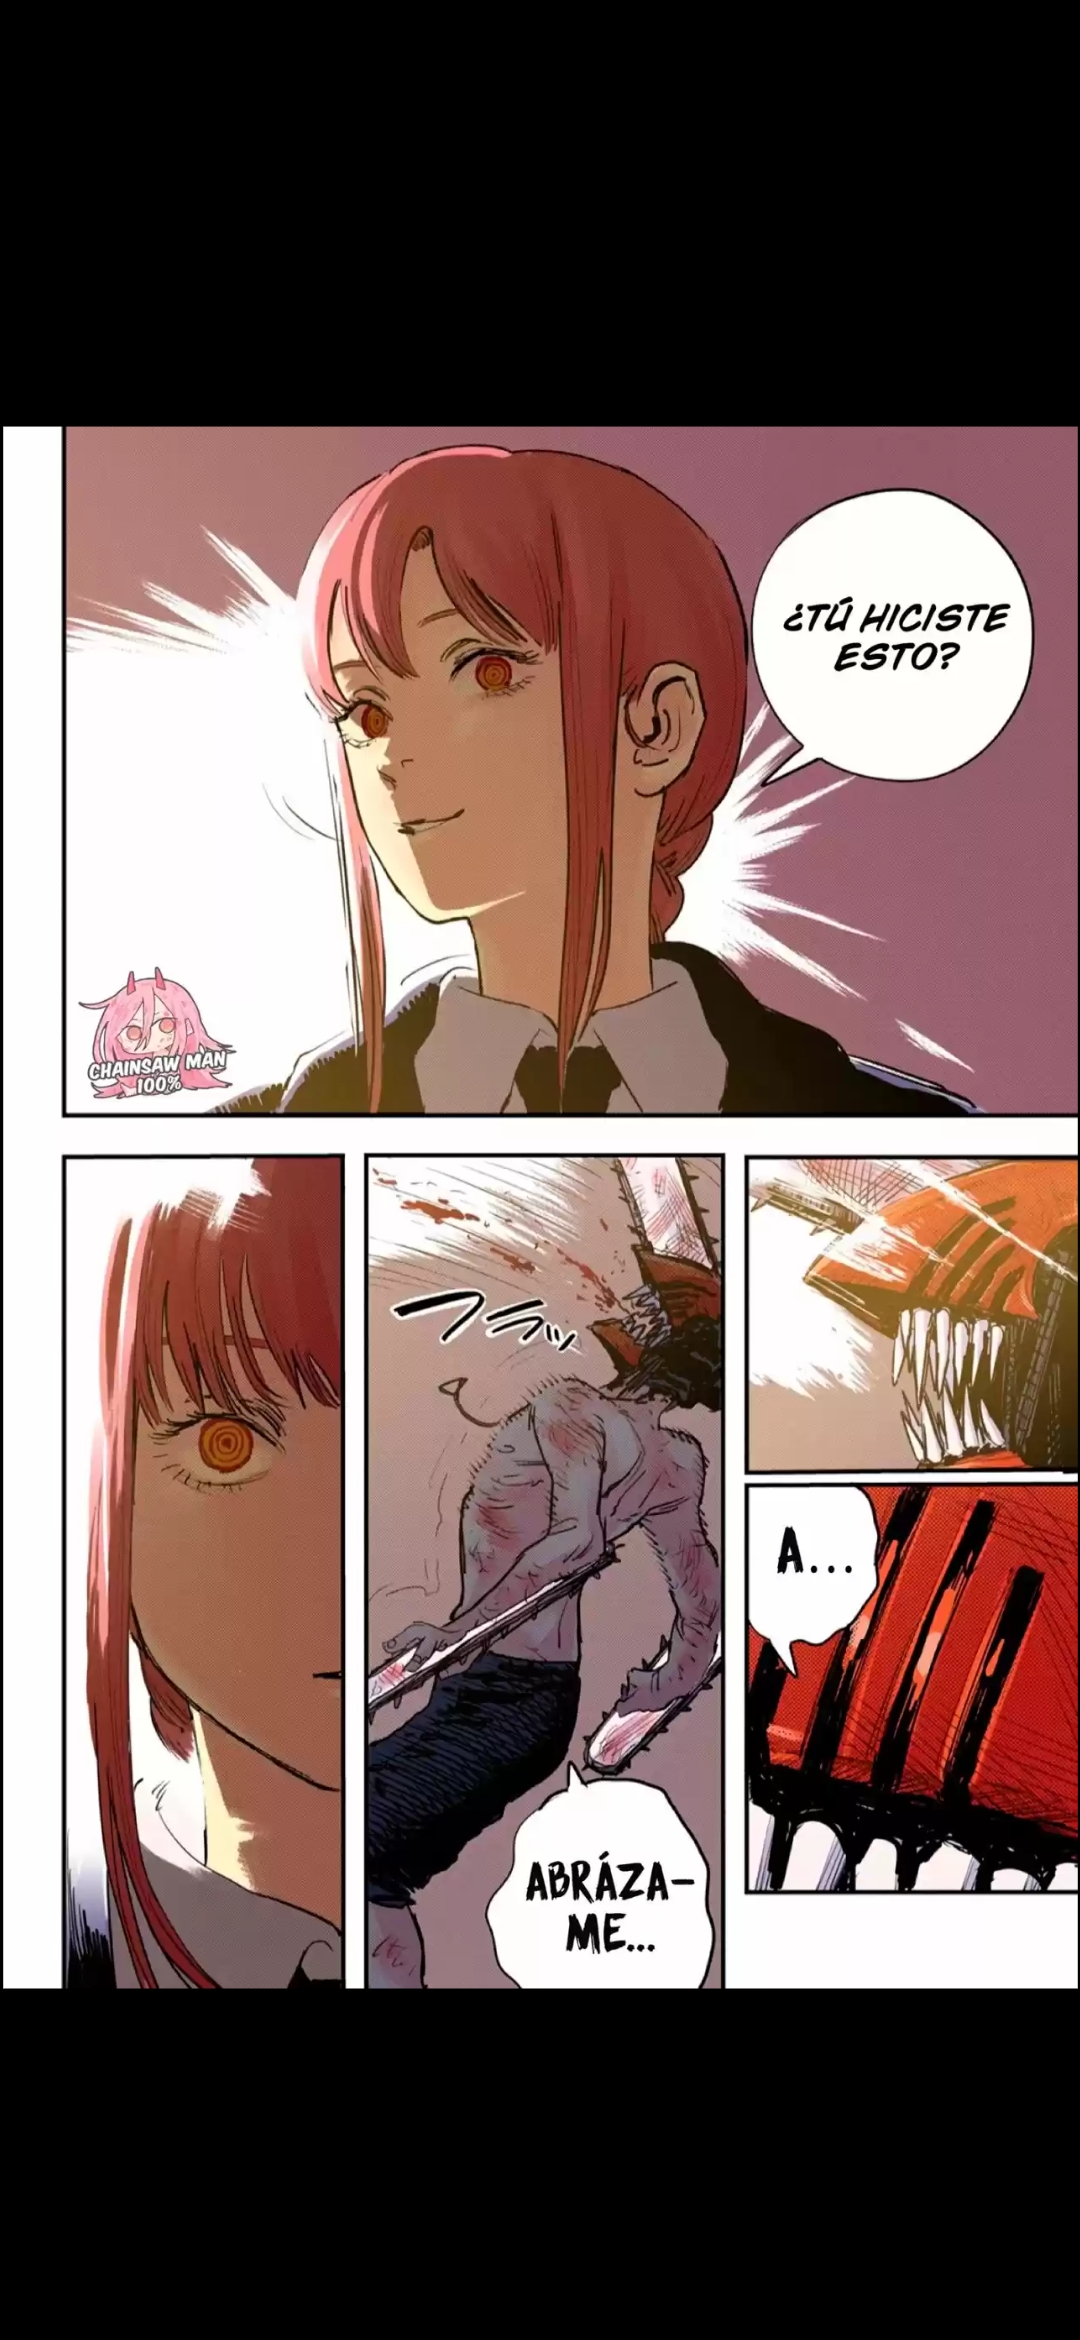 ¿TÚ HICISTE
ESTO?
CHAINSAW MAN
100%
A...
フラッ
ABRÁZA-
ME...